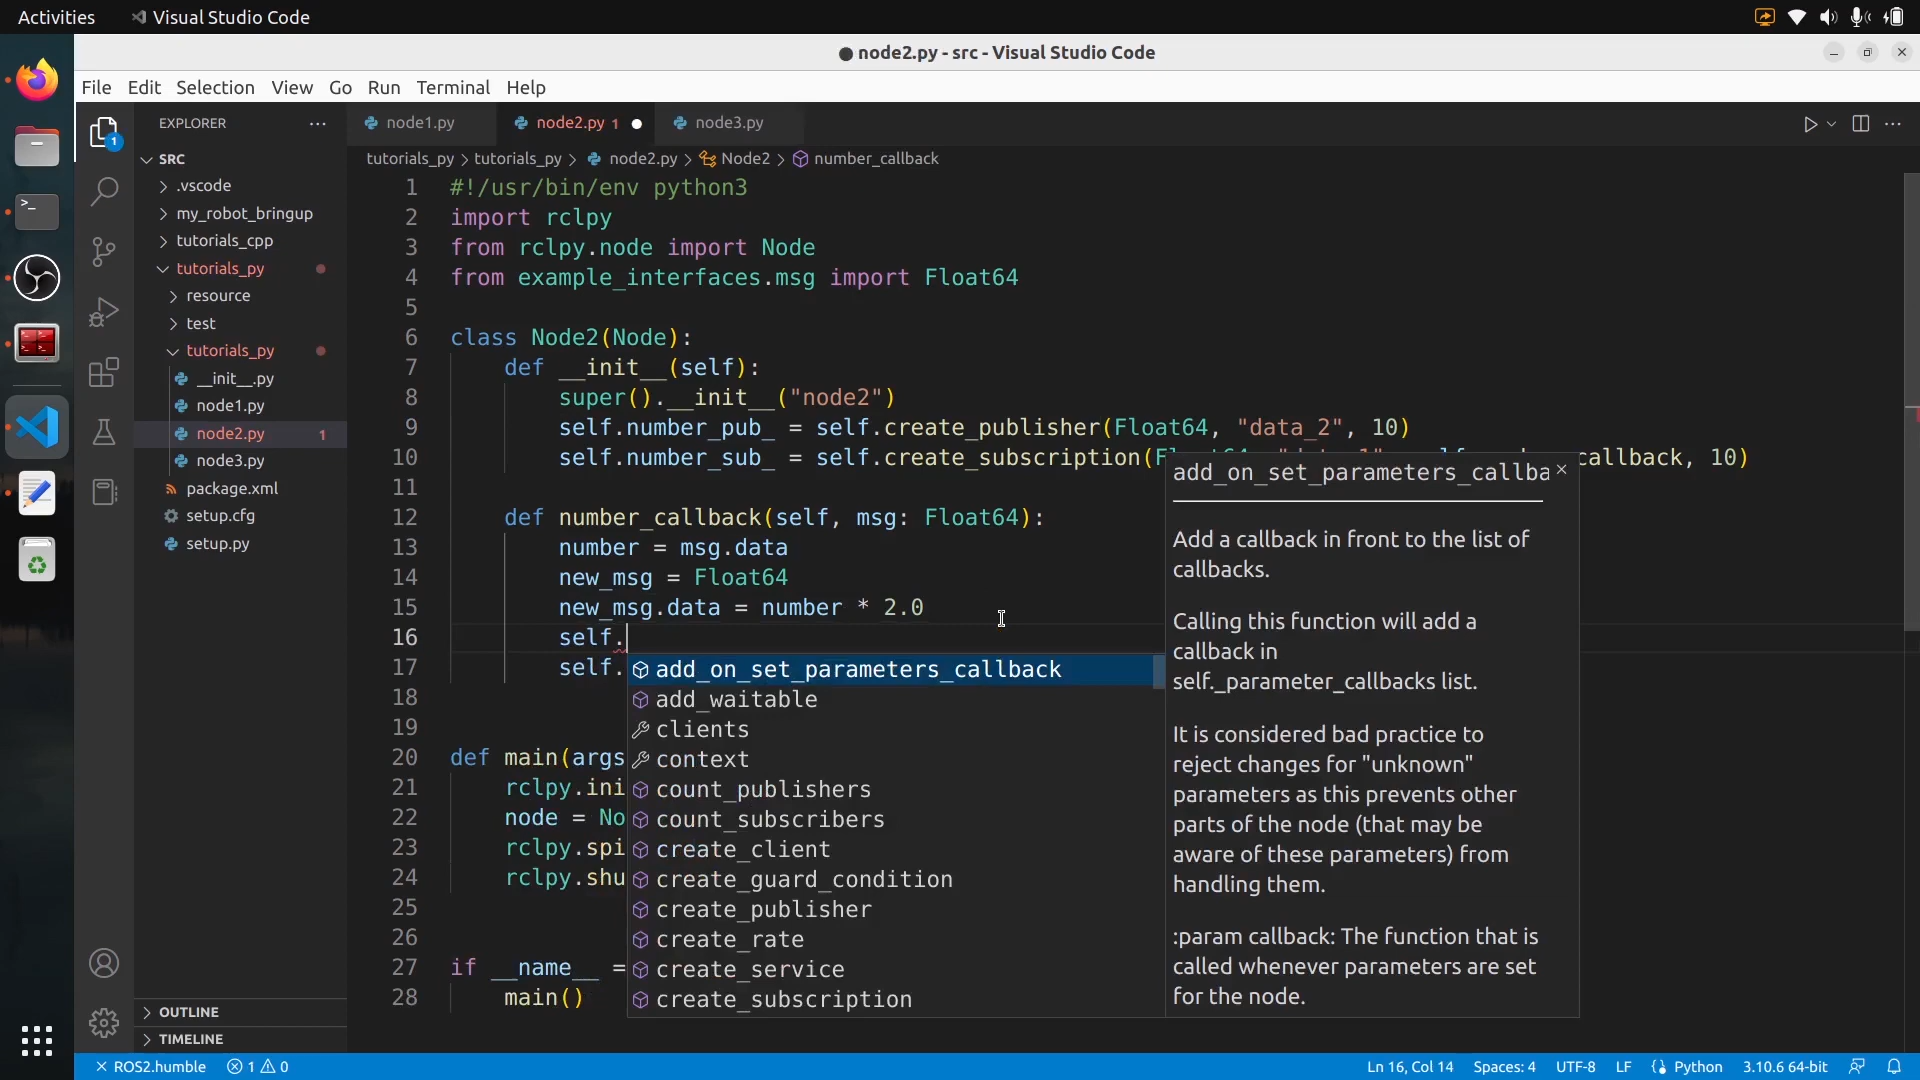 Activities
Visual Studio Code
node2.py - src - Visual Studio Code
File Edit Selection View Go Run Terminal Help
EXPLORER
SRC
.vscode
my_robot_bringup
tutorials_cpp
tutorials_py
resource
test
tutorials_py
__init__.py
node1.py
node2.py 1
node3.py
package.xml
setup.cfg
setup.py
OUTLINE
TIMELINE
1
node1.py
node2.py 1
node3.py
tutorials_py > tutorials_py > node2.py > Node2 > number_callback
1 #!/usr/bin/env python3
2 import rclpy
3 from rclpy.node import Node
4 from example_interfaces.msg import Float64
5
6 class Node2(Node):
7 def __init__(self):
8 super().__init__("node2")
9 self.number_pub_ = self.create_publisher(Float64, "data_2", 10)
10 self.number_sub_ = self.create_subscription( callback, 10)
11
12 def number_callback(self, msg: Float64):
13 number = msg.data
14 new_msg = Float64
15 new_msg.data = number * 2.0
16 self.
17 self.
18
19
20 def main(args
21 rclpy.ini
22 node = No
23 rclpy.spi
24 rclpy.shu
25
26
27 if __name__ =
28 main()
add_on_set_parameters_callback
add_waitable
clients
context
count_publishers
count_subscribers
create_client
create_guard_condition
create_publisher
create_rate
create_service
create_subscription
add_on_set_parameters_callba
Add a callback in front to the list of
callbacks.
Calling this function will add a
callback in
self._parameter_callbacks list.
It is considered bad practice to
reject changes for "unknown"
parameters as this prevents other
parts of the node (that may be
aware of these parameters) from
handling them.
:param callback: The function that is
called whenever parameters are set
for the node.
ROS2.humble 1 0
Ln 16, Col 14 Spaces: 4 UTF-8 LF Python 3.10.6 64-bit